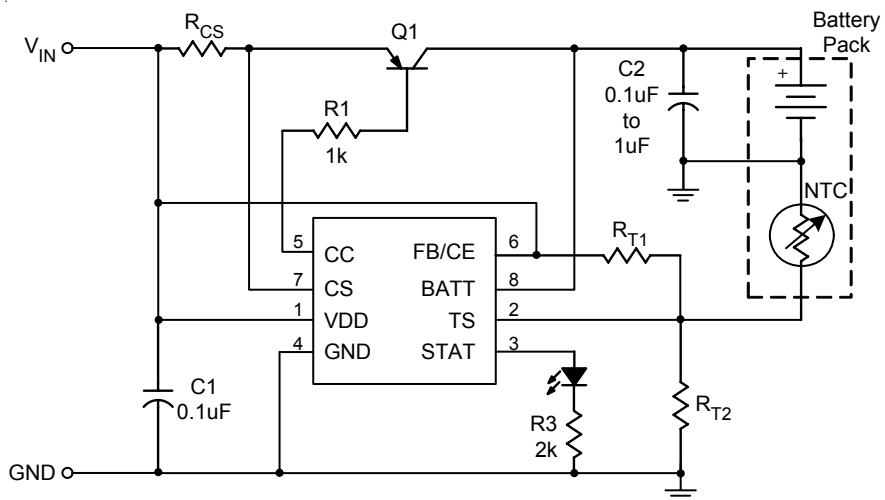 Battery
Pack
R_CS
Q1
V_IN
+
C2
0.1uF
to
1uF
R1
1k
NTC
R_T1
5
CC
FB/CE
6
7
CS
BATT
8
1
VDD
TS
2
4
GND
STAT
3
C1
0.1uF
R3
2k
R_T2
GND